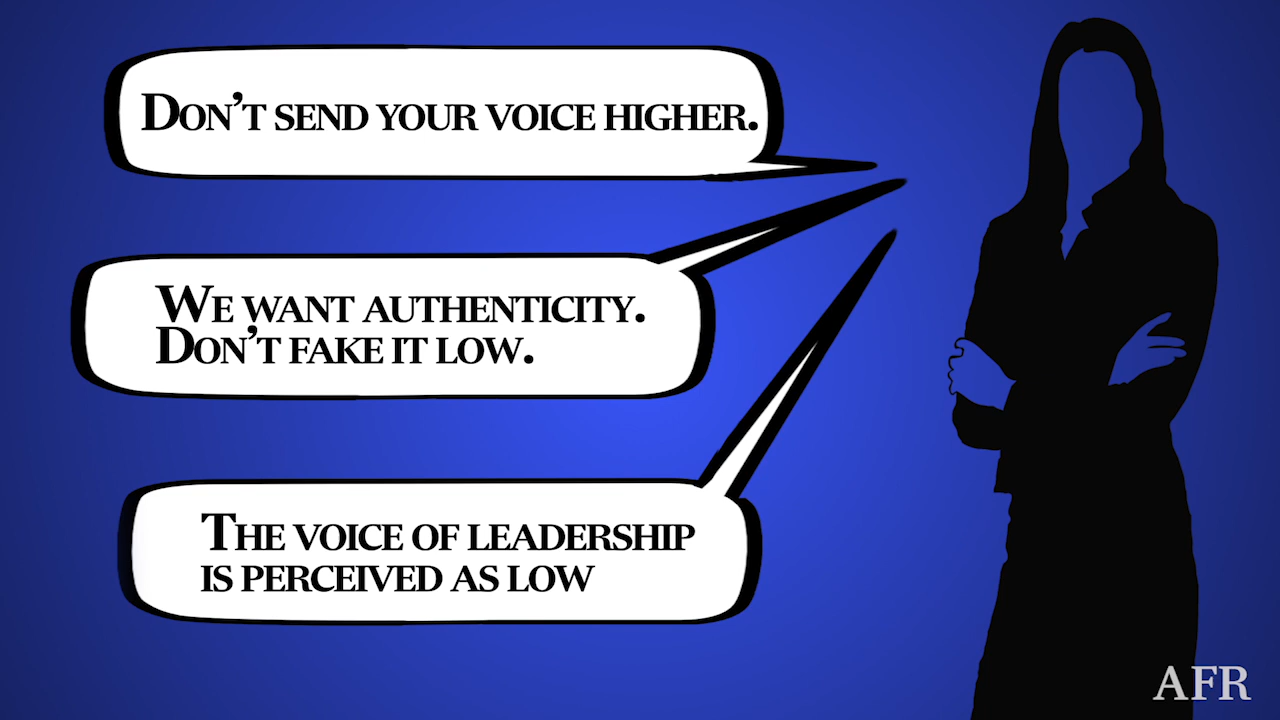 Don't send your voice higher.
We want authenticity.
Don't fake it low.
The voice of leadership
is perceived as low
AFR